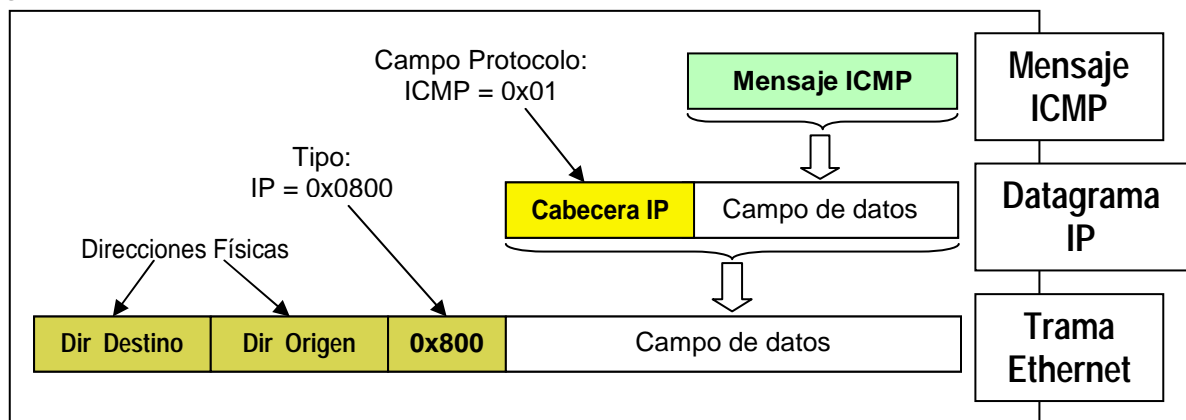 Campo Protocolo:
ICMP = 0x01
Mensaje ICMP
Mensaje
ICMP
Tipo:
IP = 0x0800
Cabecera IP
Campo de datos
Datagrama
IP
Direcciones Físicas
Dir Destino
Dir Origen
0x800
Campo de datos
Trama
Ethernet